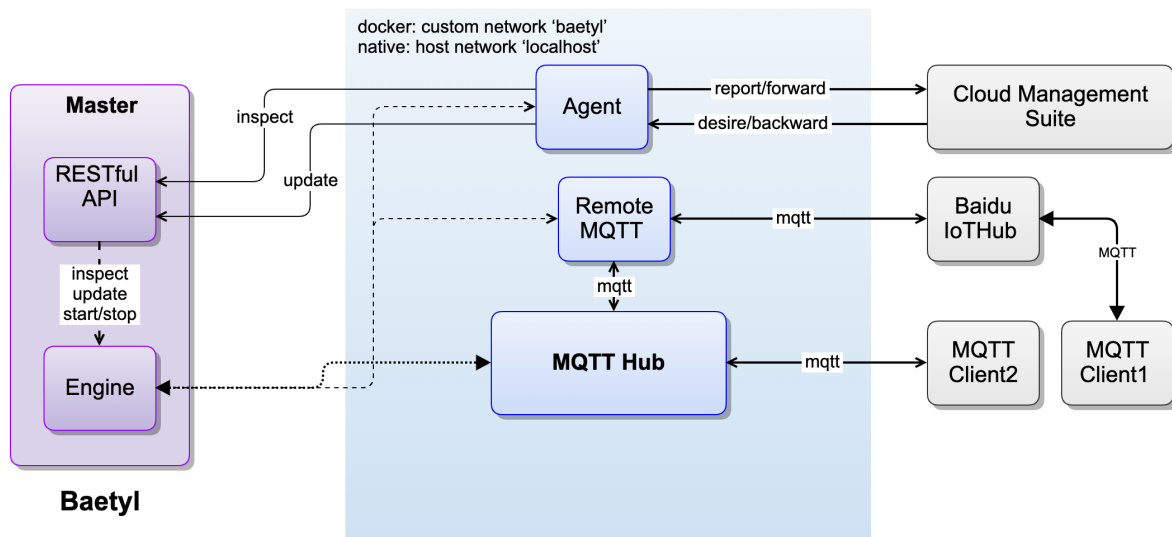 docker: custom network ‘baetyl’
native: host network ‘localhost’
Master
RESTful
API
inspect
update
start/stop
Engine
Baetyl
inspect
update
Agent
report/forward
desire/backward
Cloud Management
Suite
Remote
MQTT
mqtt
Baidu
IoTHub
MQTT
mqtt
MQTT Hub
mqtt
MQTT
Client2
MQTT
Client1